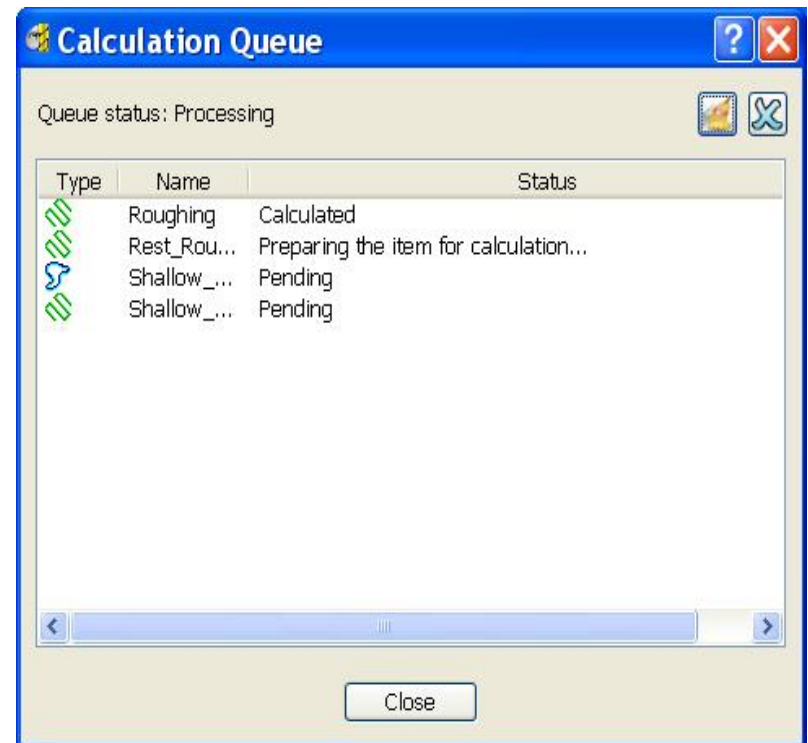 Calculation Queue
Queue status: Processing
Type Name Status
Roughing Calculated
Rest_Rou... Preparing the item for calculation...
Shallow_... Pending
Shallow_... Pending
Close